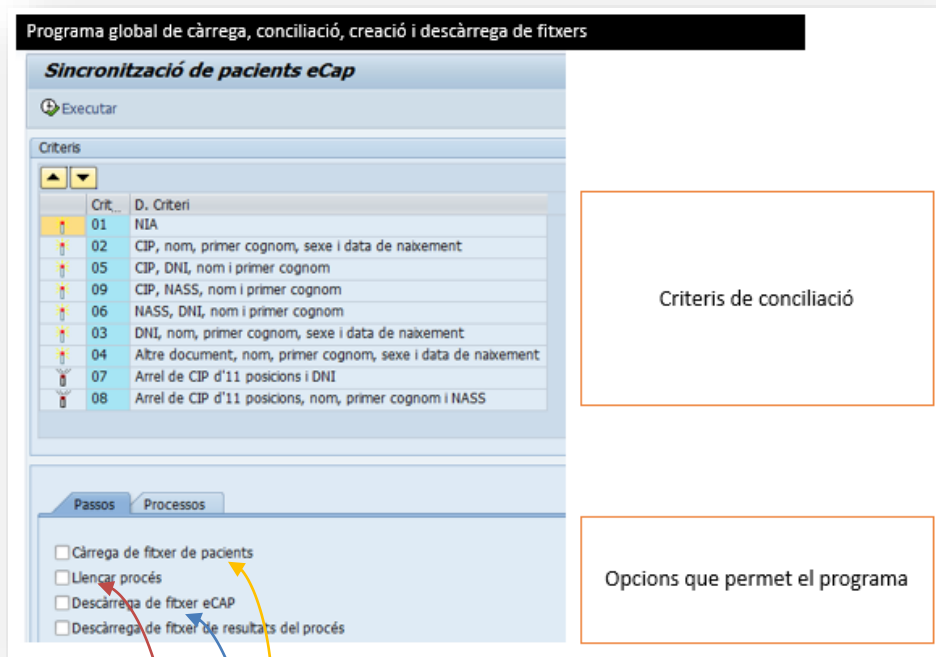 Programa global de càrrega, conciliació, creació i descàrrega de fitxers
Sincronització de pacients eCap
Executar
Criteris
Crit... D. Criteri
01 NIA
02 CIP, nom, primer cognom, sexe i data de naixement
05 CIP, DNI, nom i primer cognom
09 CIP, NASS, nom i primer cognom
06 NASS, DNI, nom i primer cognom
03 DNI, nom, primer cognom, sexe i data de naixement
04 Altre document, nom, primer cognom, sexe i data de naixement
07 Arrel de CIP d'11 posicions i DNI
08 Arrel de CIP d'11 posicions, nom, primer cognom i NASS
Criteris de conciliació
Passos Processos
Càrrega de fitxer de pacients
Llençar procés
Descàrrega de fitxer eCAP
Descàrrega de fitxer de resultats del procés
Opcions que permet el programa